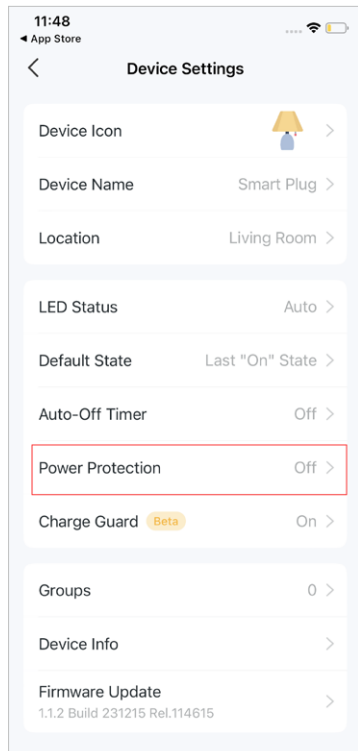 11:48
◀ App Store
Device Settings
Device Icon
Device Name Smart Plug
Location Living Room
LED Status Auto
Default State Last "On" State
Auto-Off Timer Off
Power Protection Off
Charge Guard Beta On
Groups 0
Device Info
Firmware Update
1.1.2 Build 231215 Rel.114615